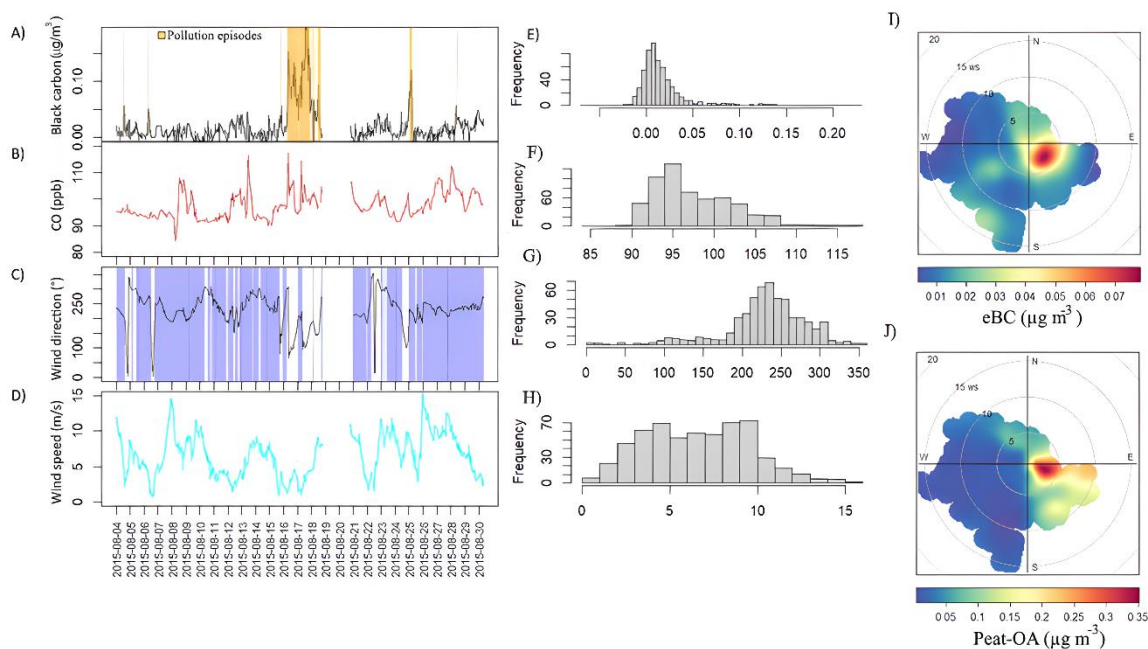 A)
Black carbon (µg/m³)
0.00
0.10
Pollution episodes
B)
CO (ppb)
80
90
100
110
C)
Wind direction (°)
0
100
250
D)
Wind speed (m/s)
0
5
10
15
2015-08-04
2015-08-05
2015-08-06
2015-08-07
2015-08-08
2015-08-09
2015-08-10
2015-08-11
2015-08-12
2015-08-13
2015-08-14
2015-08-15
2015-08-16
2015-08-17
2015-08-18
2015-08-19
2015-08-20
2015-08-21
2015-08-22
2015-08-23
2015-08-24
2015-08-25
2015-08-26
2015-08-27
2015-08-28
2015-08-29
2015-08-30
E)
Frequency
0 40 80
0.00 0.05 0.10 0.15 0.20
F)
Frequency
0 60
85 90 95 100 105 110 115
G)
Frequency
0 20 40 60
0 50 100 150 200 250 300 350
H)
Frequency
0 30 70
0 5 10 15
I)
20
15 ws
10
5
N
W
E
S
0.01 0.02 0.03 0.04 0.05 0.06 0.07
eBC (µg m³)
J)
20
15 ws
10
5
N
W
E
S
0.05 0.1 0.15 0.2 0.25 0.3 0.35
Peat-OA (µg m⁻³)